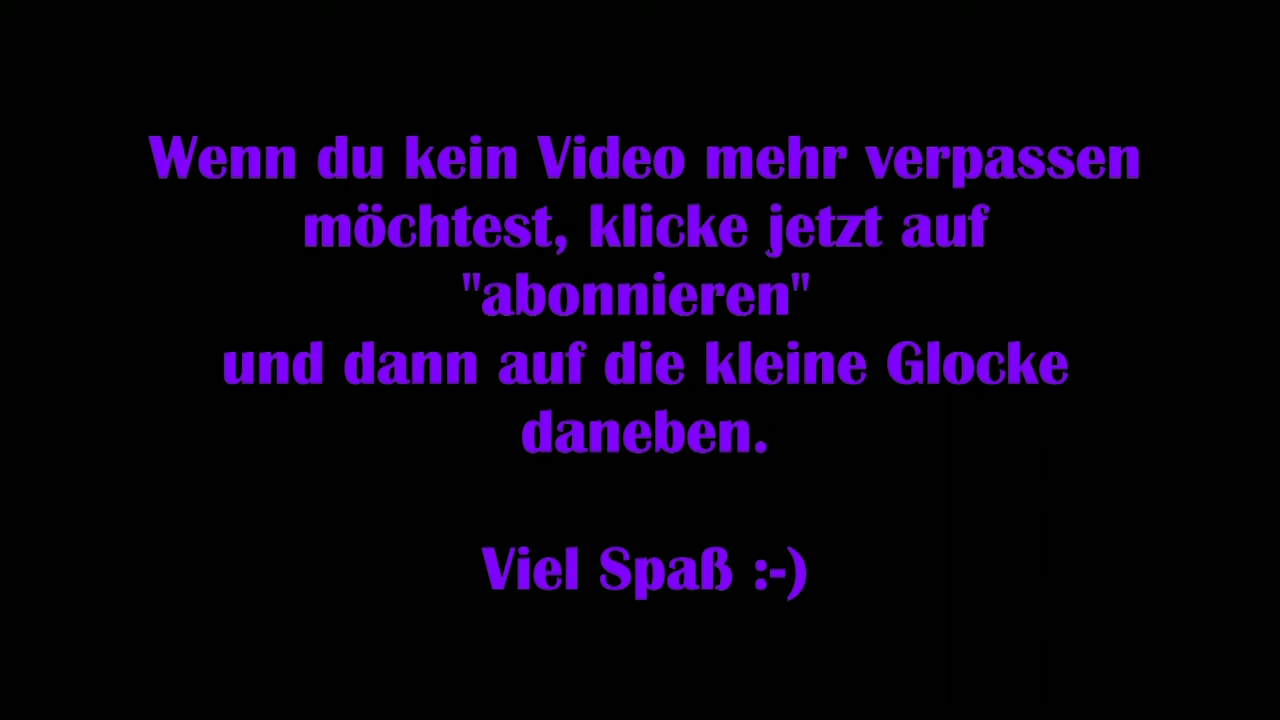 Wenn du kein Video mehr verpassen
möchtest, klicke jetzt auf
"abonnieren"
und dann auf die kleine Glocke
daneben.
Viel Spaß :-)